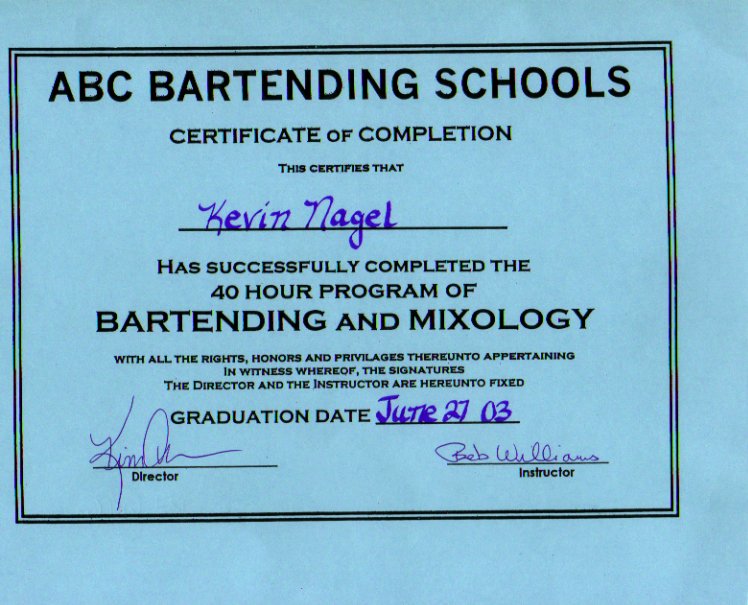 ABC BARTENDING SCHOOLS
CERTIFICATE OF COMPLETION
THIS CERTIFIES THAT
Kevin Nagel
HAS SUCCESSFULLY COMPLETED THE
40 HOUR PROGRAM OF
BARTENDING AND MIXOLOGY
WITH ALL THE RIGHTS, HONORS AND PRIVILAGES THEREUNTO APPERTAINING
IN WITNESS WHEREOF, THE SIGNATURES
THE DIRECTOR AND THE INSTRUCTOR ARE HEREUNTO FIXED
GRADUATION DATE June 27 03
Kim Bob Williams
Director Instructor